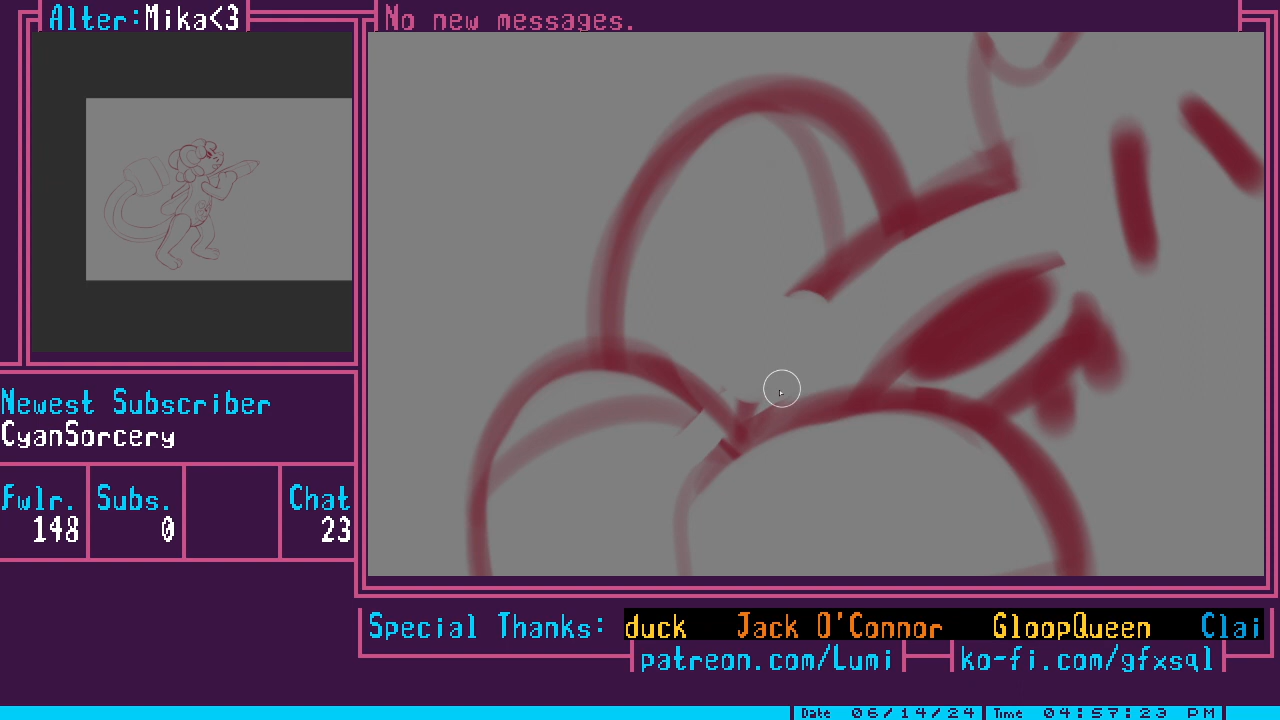 Alter:Mika<3
No new messages.
Newest Subscriber
CyanSorcery
Fwlr. Subs. Chat
148 0 23
Special Thanks: duck Jack O'Connor GloopQueen Clai
patreon.com/Lumi ko-fi.com/gfxsql
Date 06/14/24 Time 04:57:23 PM